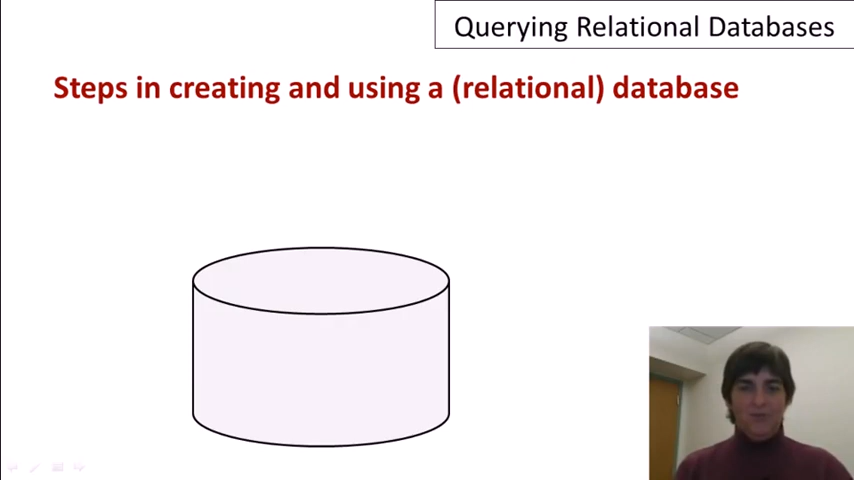 Querying Relational Databases
Steps in creating and using a (relational) database